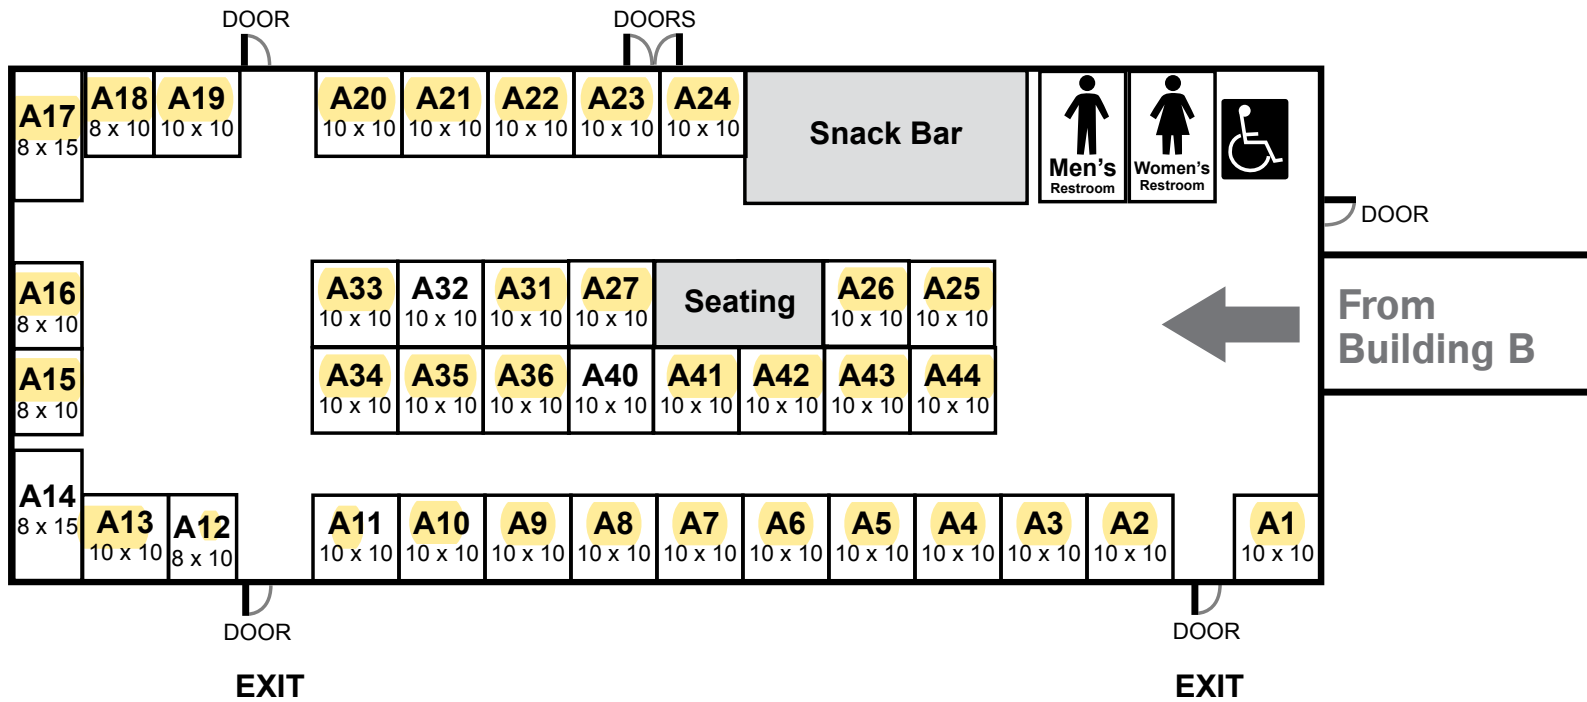 DOOR
DOORS
A17
8 x 15
A18
8 x 10
A19
10 x 10
A20
10 x 10
A21
10 x 10
A22
10 x 10
A23
10 x 10
A24
10 x 10
Snack Bar
Men's
Restroom
Women's
Restroom
DOOR
A16
8 x 10
A33
10 x 10
A32
10 x 10
A31
10 x 10
A27
10 x 10
Seating
A26
10 x 10
A25
10 x 10
From
Building B
A15
8 x 10
A34
10 x 10
A35
10 x 10
A36
10 x 10
A40
10 x 10
A41
10 x 10
A42
10 x 10
A43
10 x 10
A44
10 x 10
A14
8 x 15
A13
10 x 10
A12
8 x 10
A11
10 x 10
A10
10 x 10
A9
10 x 10
A8
10 x 10
A7
10 x 10
A6
10 x 10
A5
10 x 10
A4
10 x 10
A3
10 x 10
A2
10 x 10
A1
10 x 10
DOOR
DOOR
EXIT
EXIT